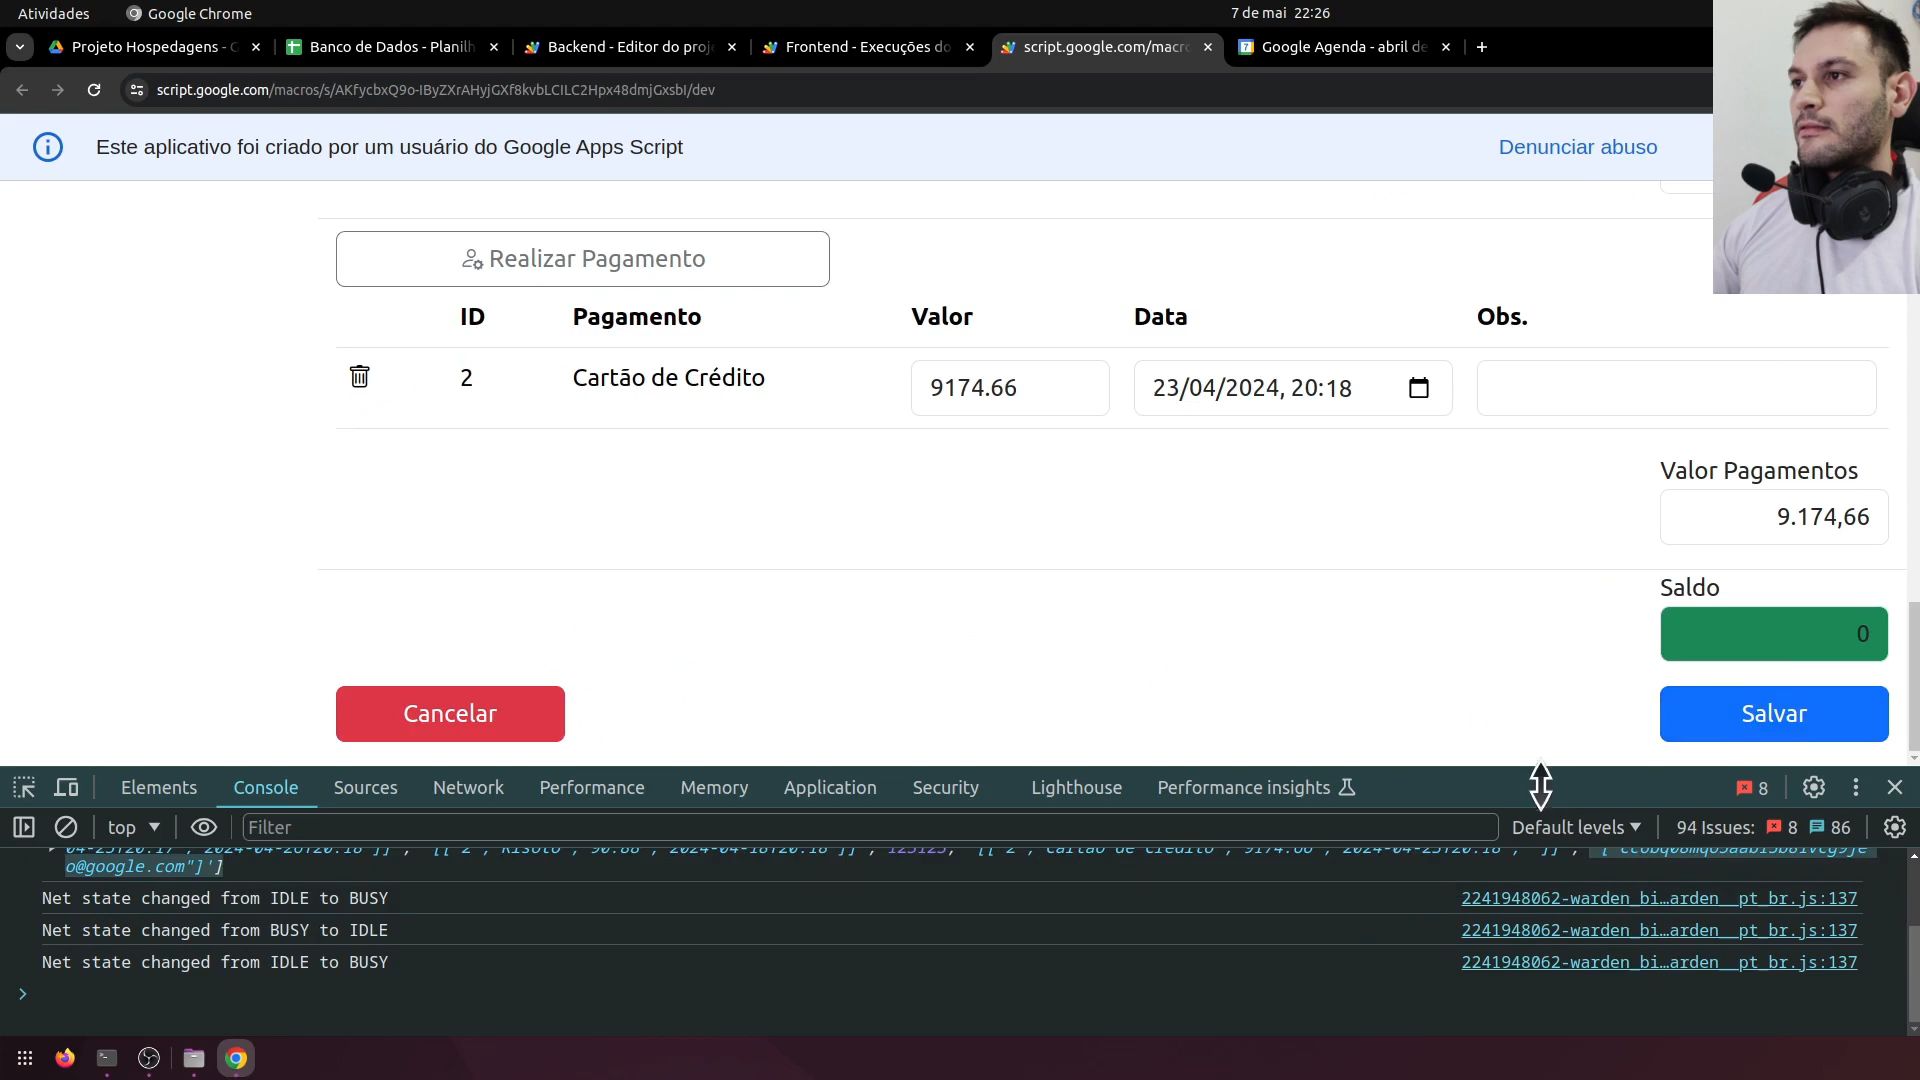 Atividades Google Chrome 7 de mai 22:26
Projeto Hospedagens - Banco de Dados - Planilh Backend - Editor do proj Frontend - Execuções do script.google.com/macro Google Agenda - abril de
script.google.com/macros/s/AKfycbxQ9o-IByZXrAHyjGXf8kvbLCILC2Hpx48dmjGxsbI/dev
Este aplicativo foi criado por um usuário do Google Apps Script Denunciar abuso
Realizar Pagamento
ID Pagamento Valor Data Obs.
2 Cartão de Crédito 9174.66 23/04/2024, 20:18
Valor Pagamentos
9.174,66
Saldo
0
Cancelar Salvar
Elements Console Sources Network Performance Memory Application Security Lighthouse Performance insights 8
top Filter Default levels 94 Issues: 8 86
o@google.com"]']
Net state changed from IDLE to BUSY 2241948062-warden_bi…arden__pt_br.js:137
Net state changed from BUSY to IDLE 2241948062-warden_bi…arden__pt_br.js:137
Net state changed from IDLE to BUSY 2241948062-warden_bi…arden__pt_br.js:137